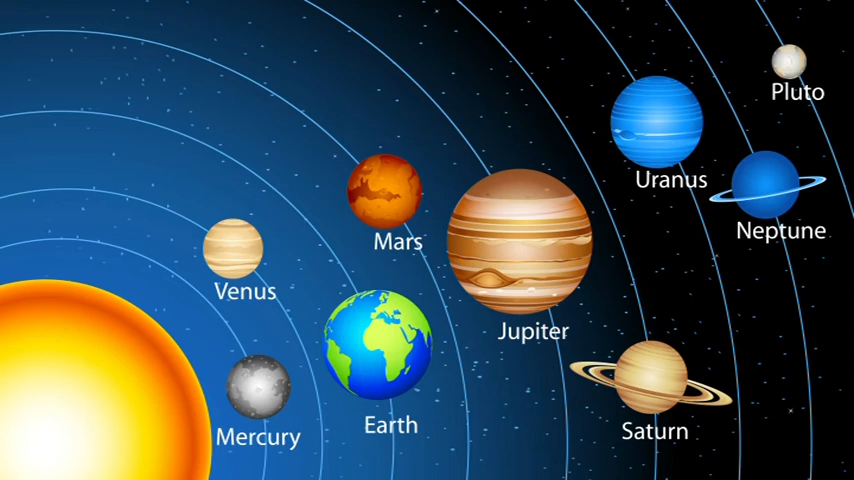 Mercury
Venus
Earth
Mars
Jupiter
Saturn
Uranus
Neptune
Pluto